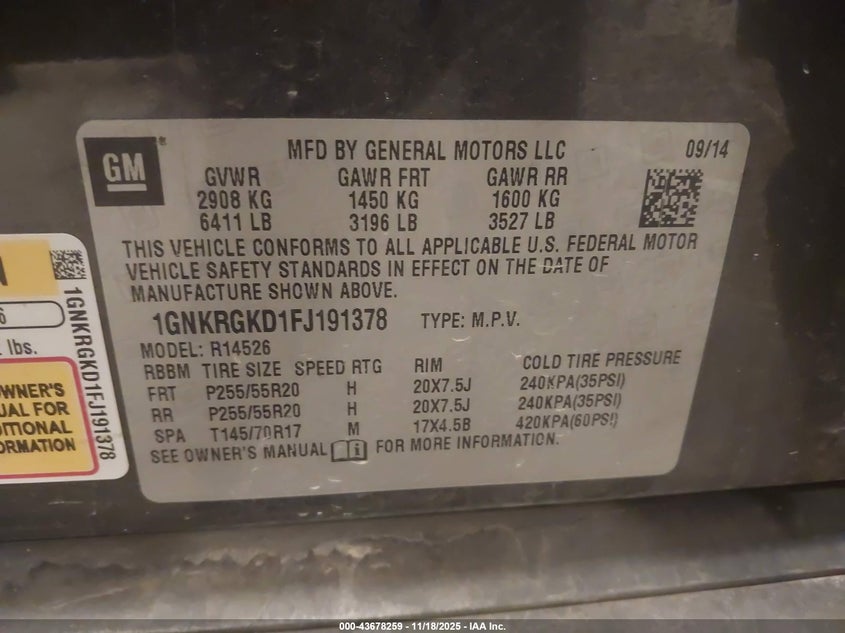 GM
MFD BY GENERAL MOTORS LLC
09/14
GVWR GAWR FRT GAWR RR
2908 KG 1450 KG 1600 KG
6411 LB 3196 LB 3527 LB
THIS VEHICLE CONFORMS TO ALL APPLICABLE U.S. FEDERAL MOTOR
VEHICLE SAFETY STANDARDS IN EFFECT ON THE DATE OF
MANUFACTURE SHOWN ABOVE.
1GNKRGKD1FJ191378 TYPE: M.P.V.
MODEL: R14526
RBBM TIRE SIZE SPEED RTG RIM COLD TIRE PRESSURE
FRT P255/55R20 H 20X7.5J 240KPA(35PSI)
RR P255/55R20 H 20X7.5J 240KPA(35PSI)
SPA T145/70R17 M 17X4.5B 420KPA(60PSI)
SEE OWNER'S MANUAL FOR MORE INFORMATION.
N
6
lbs.
OWNER'S
UAL FOR
DITIONAL
ORMATION
1GNKRGKD1FJ191378
000-43678259 - 11/18/2025 - IAA Inc.